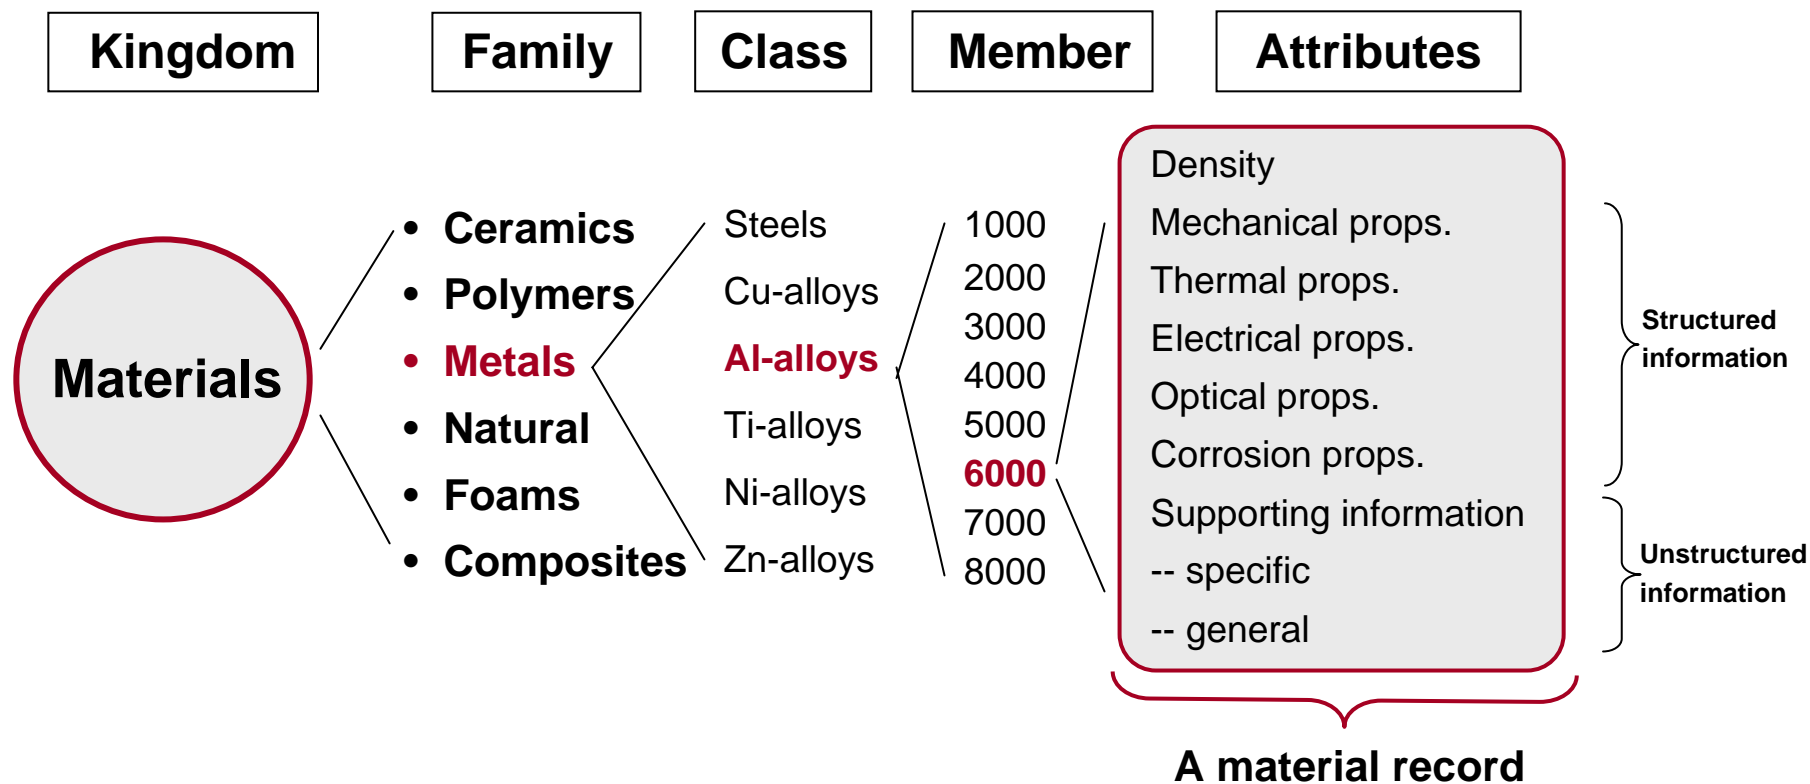 Kingdom
Family
Class
Member
Attributes
Materials
• Ceramics
• Polymers
• Metals
• Natural
• Foams
• Composites
Steels
Cu-alloys
Al-alloys
Ti-alloys
Ni-alloys
Zn-alloys
1000
2000
3000
4000
5000
6000
7000
8000
Density
Mechanical props.
Thermal props.
Electrical props.
Optical props.
Corrosion props.
Supporting information
-- specific
-- general
Structured
information
Unstructured
information
A material record